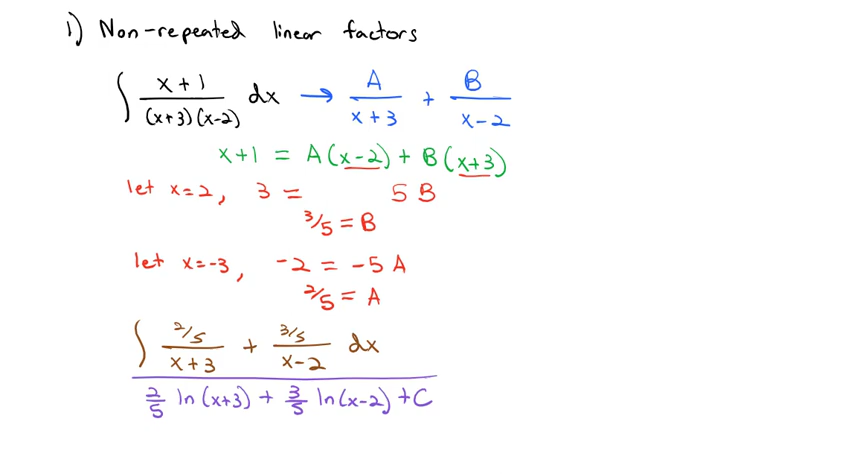 1) Non-repeated linear factors
∫ (x+1)/((x+3)(x-2)) dx → A/(x+3) + B/(x-2)
x+1 = A(x-2) + B(x+3)
let x=2, 3 = 5B
3/5 = B
let x=-3, -2 = -5A
2/5 = A
∫ (2/5)/(x+3) + (3/5)/(x-2) dx
2/5 ln(x+3) + 3/5 ln(x-2) + C